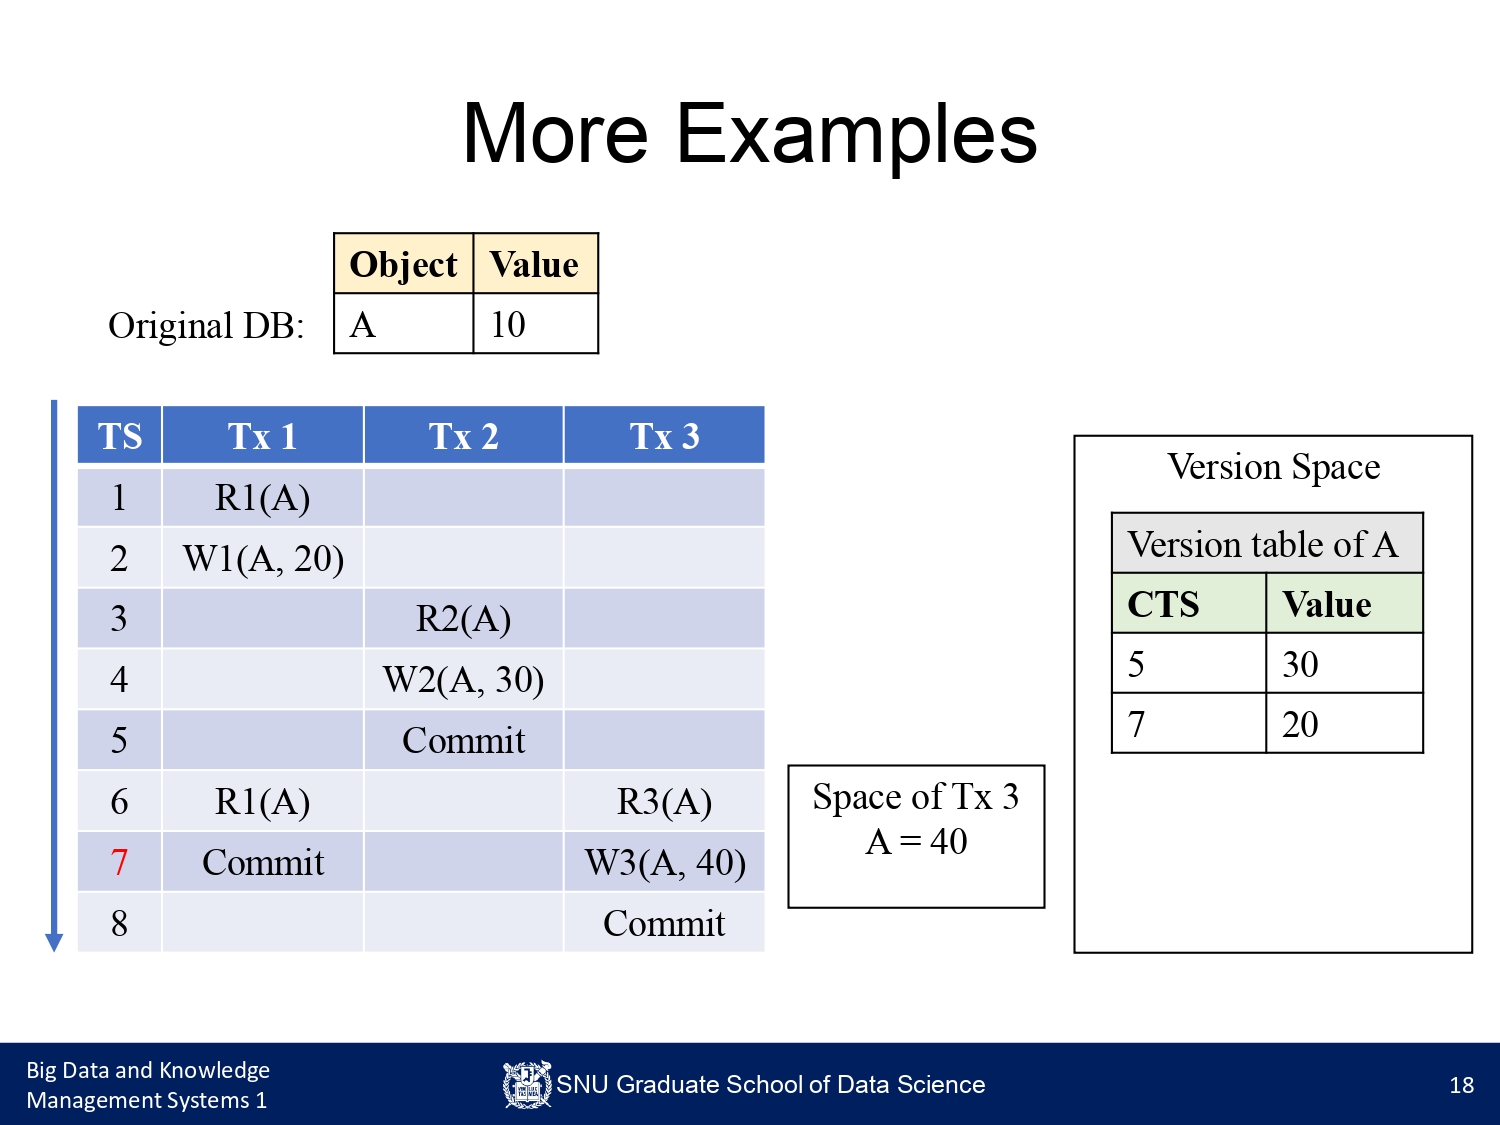 More Examples
Object Value
Original DB: A 10
TS Tx 1 Tx 2 Tx 3
1 R1(A)
2 W1(A, 20)
3 R2(A)
4 W2(A, 30)
5 Commit
6 R1(A) R3(A)
7 Commit W3(A, 40)
8 Commit
Space of Tx 3
A = 40
Version Space
Version table of A
CTS Value
5 30
7 20
Big Data and Knowledge
Management Systems 1
SNU Graduate School of Data Science
18